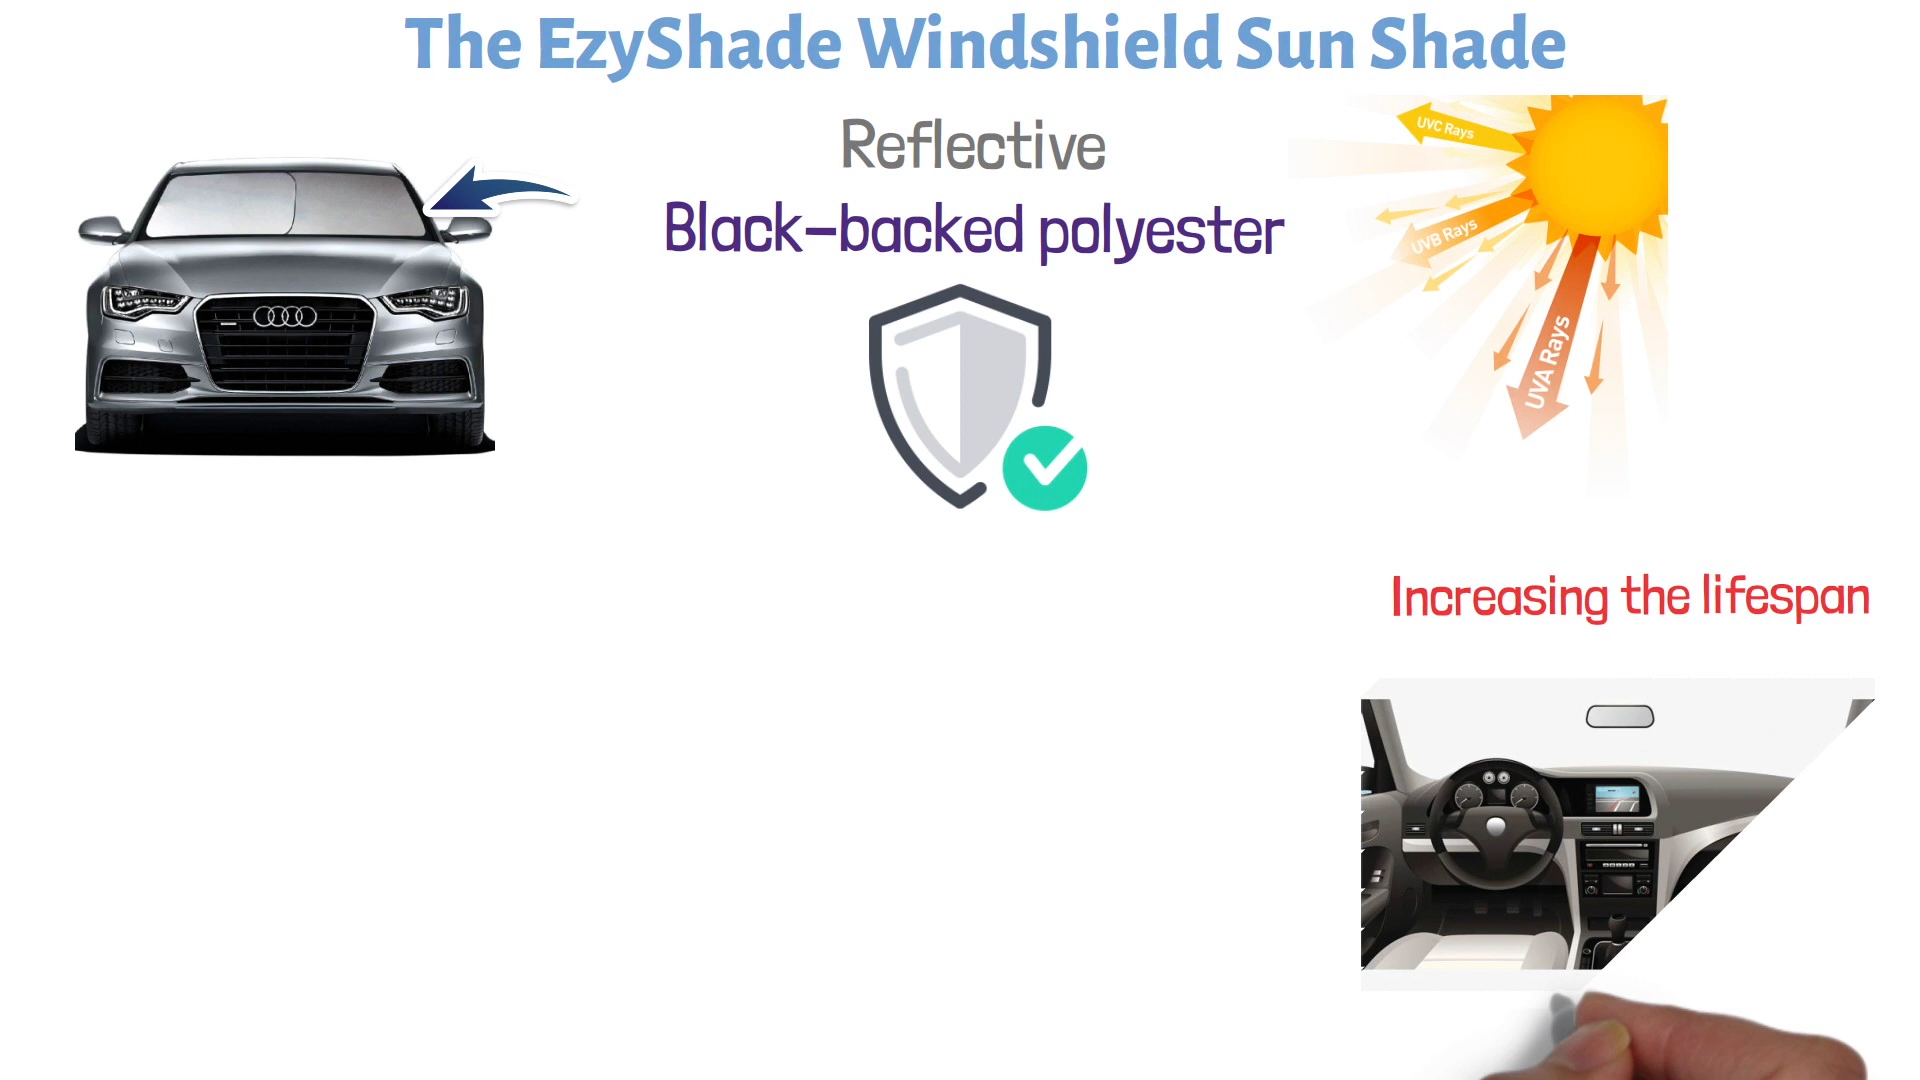 The EzyShade Windshield Sun Shade
Reflective
Black-backed polyester
UVC Rays
UVB Rays
UVA Rays
Increasing the lifespan